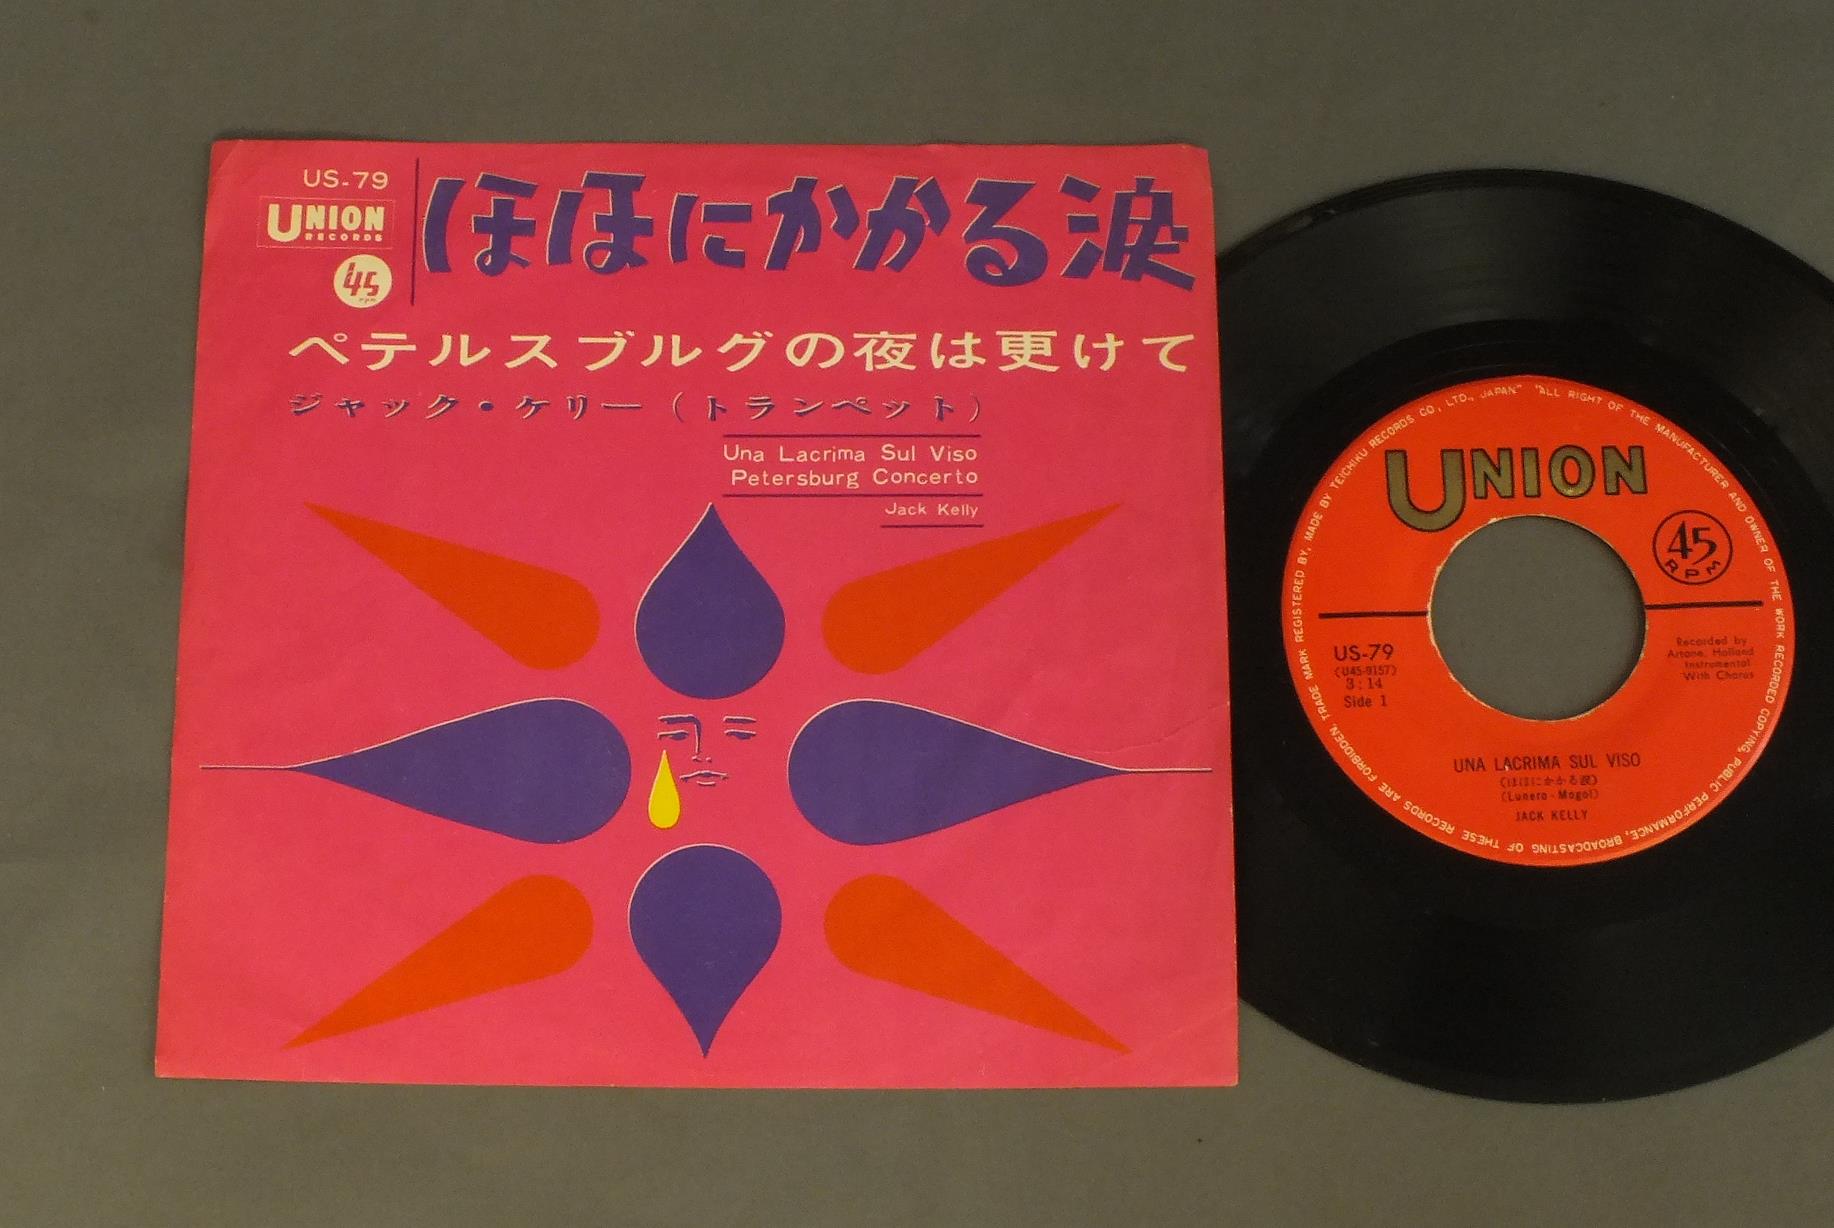 US-79
UNION
RECORDS
45
rpm
ほほにかかる涙
ペテルスブルグの夜は更けて
ジャック・ケリー (トランペット)
Una Lacrima Sul Viso
Petersburg Concerto
Jack Kelly
TRADE MARK REGISTERED BY, MADE BY TEICHIKU RECORDS CO., LTD., JAPAN" "ALL RIGHT OF THE MANUFACTURER AND OWNER OF THE WORK RECORDED COPYING, PUBLIC PERFORMANCE, BROADCASTING OF THESE RECORDS ARE FORBIDDEN.
UNION
45
RPM
US-79
(U45-9157)
3:14
Side 1
Recorded by
Artone, Holland
Instrumental
With Chorus
UNA LACRIMA SUL VISO
(ほほにかかる涙)
(Lunero-Mogol)
JACK KELLY